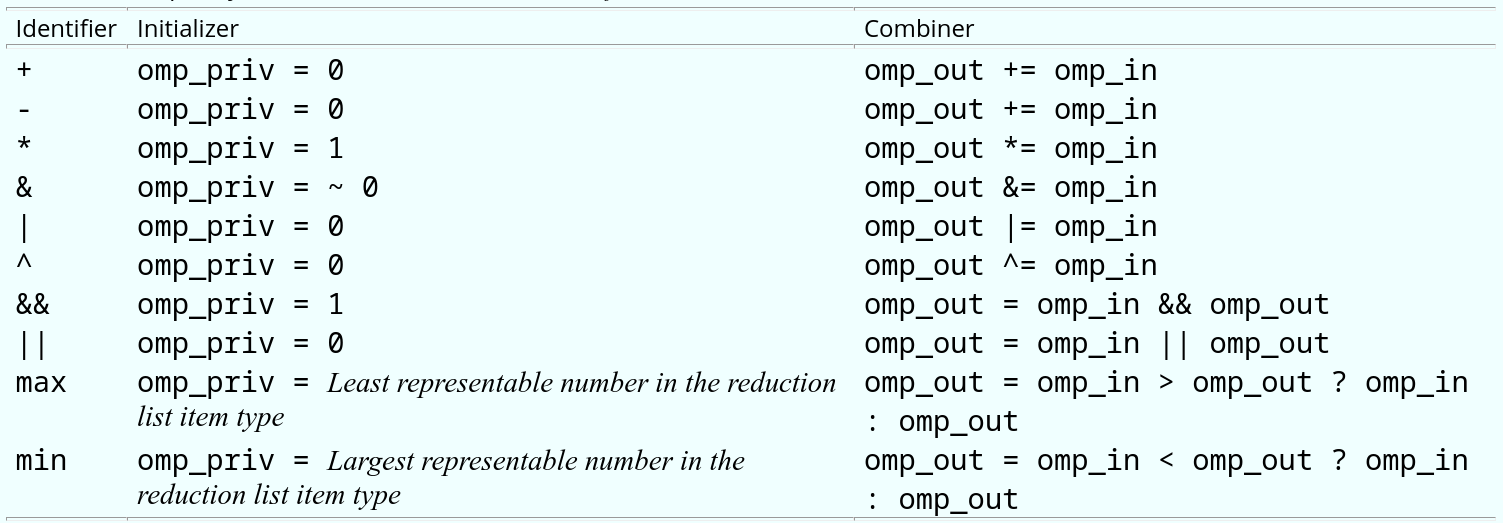 Identifier Initializer Combiner
+ omp_priv = 0 omp_out += omp_in
- omp_priv = 0 omp_out += omp_in
* omp_priv = 1 omp_out *= omp_in
& omp_priv = ~ 0 omp_out &= omp_in
| omp_priv = 0 omp_out |= omp_in
^ omp_priv = 0 omp_out ^= omp_in
&& omp_priv = 1 omp_out = omp_in && omp_out
|| omp_priv = 0 omp_out = omp_in || omp_out
max omp_priv = Least representable number in the reduction omp_out = omp_in > omp_out ? omp_in
list item type : omp_out
min omp_priv = Largest representable number in the omp_out = omp_in < omp_out ? omp_in
reduction list item type : omp_out